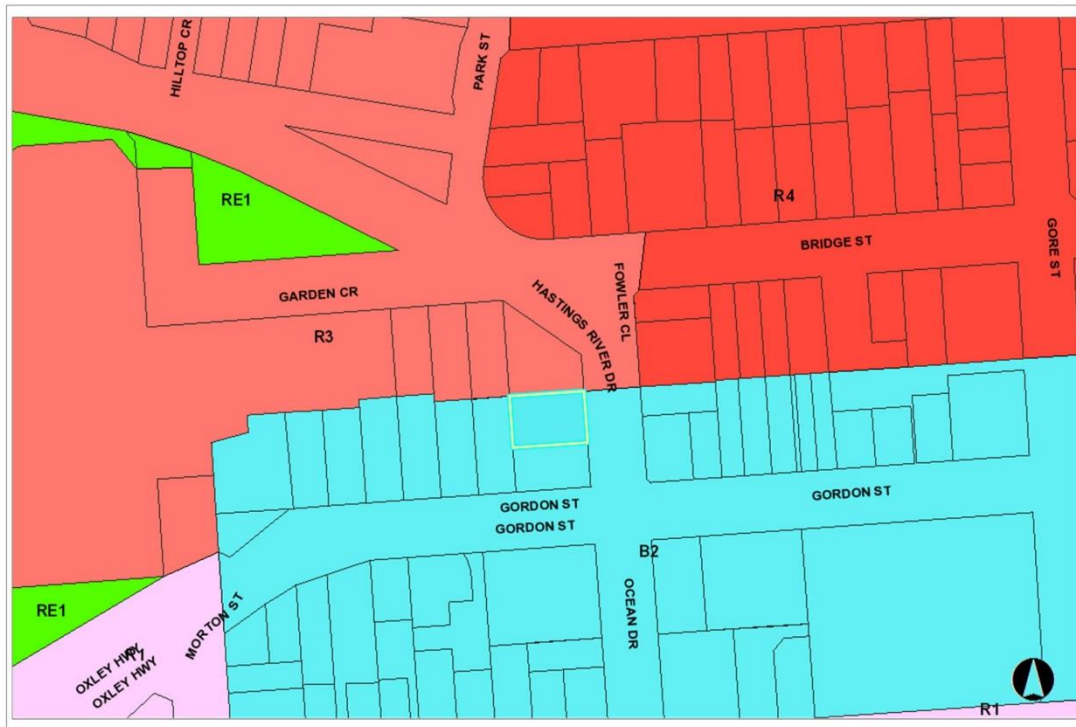 HILLTOP CR
PARK ST
RE1
R4
BRIDGE ST
GORE ST
GARDEN CR
HASTINGS RIVER DR
FOWLER CL
R3
GORDON ST
GORDON ST
GORDON ST
B2
RE1
OCEAN DR
MORTON ST
OXLEY HWY
OXLEY HWY
R1